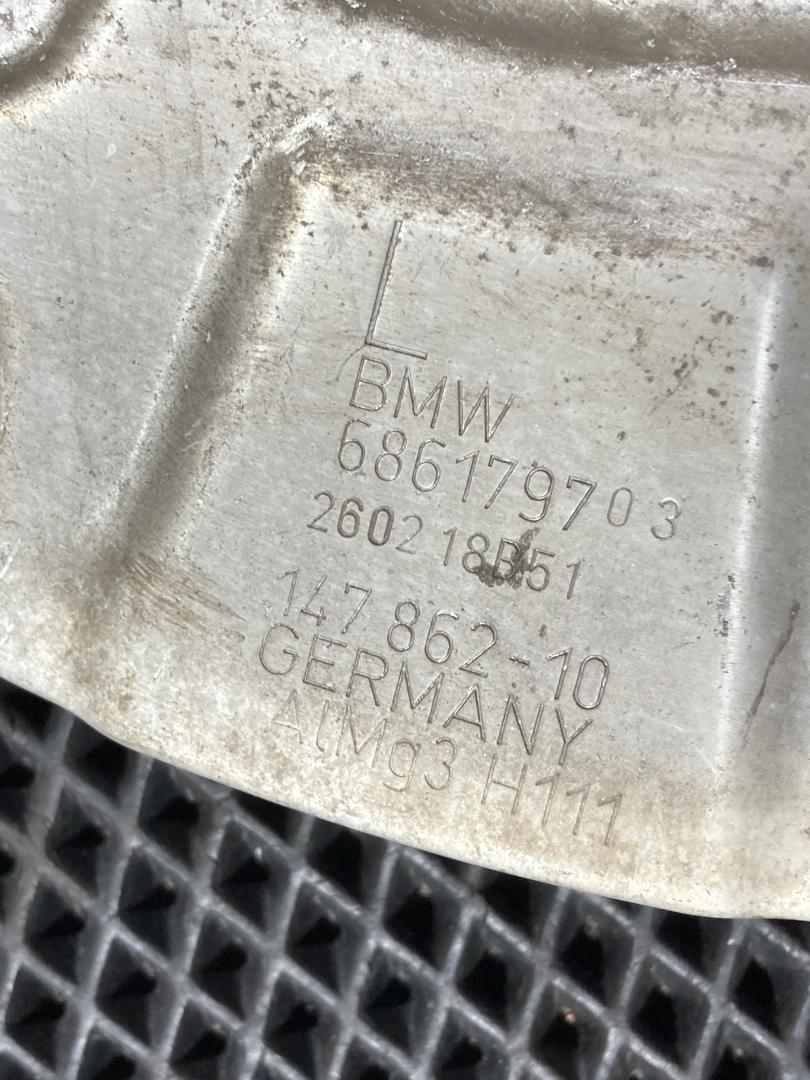 L
BMW
686179703
260218B51
147 862-10
GERMANY
AlMg3 H111